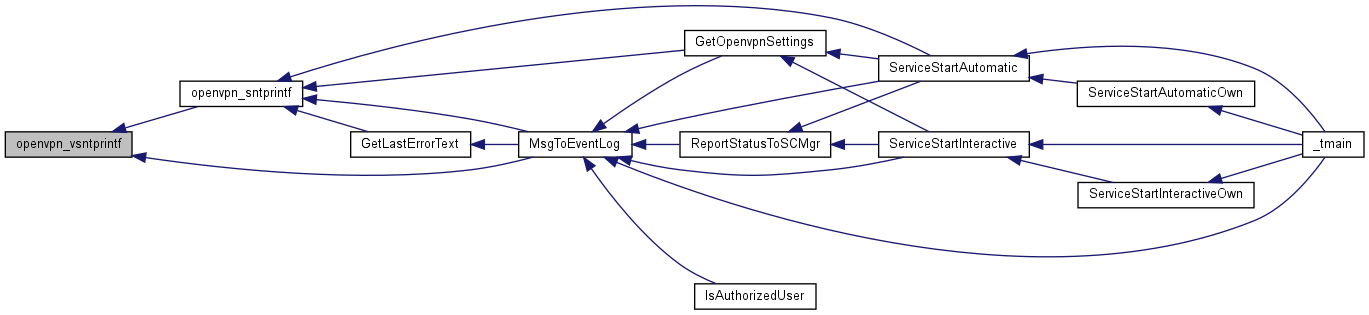 openvpn_vsntprintf
openvpn_sntprintf
GetLastErrorText
MsgToEventLog
GetOpenvpnSettings
ReportStatusToSCMgr
IsAuthorizedUser
ServiceStartAutomatic
ServiceStartInteractive
ServiceStartAutomaticOwn
ServiceStartInteractiveOwn
_tmain